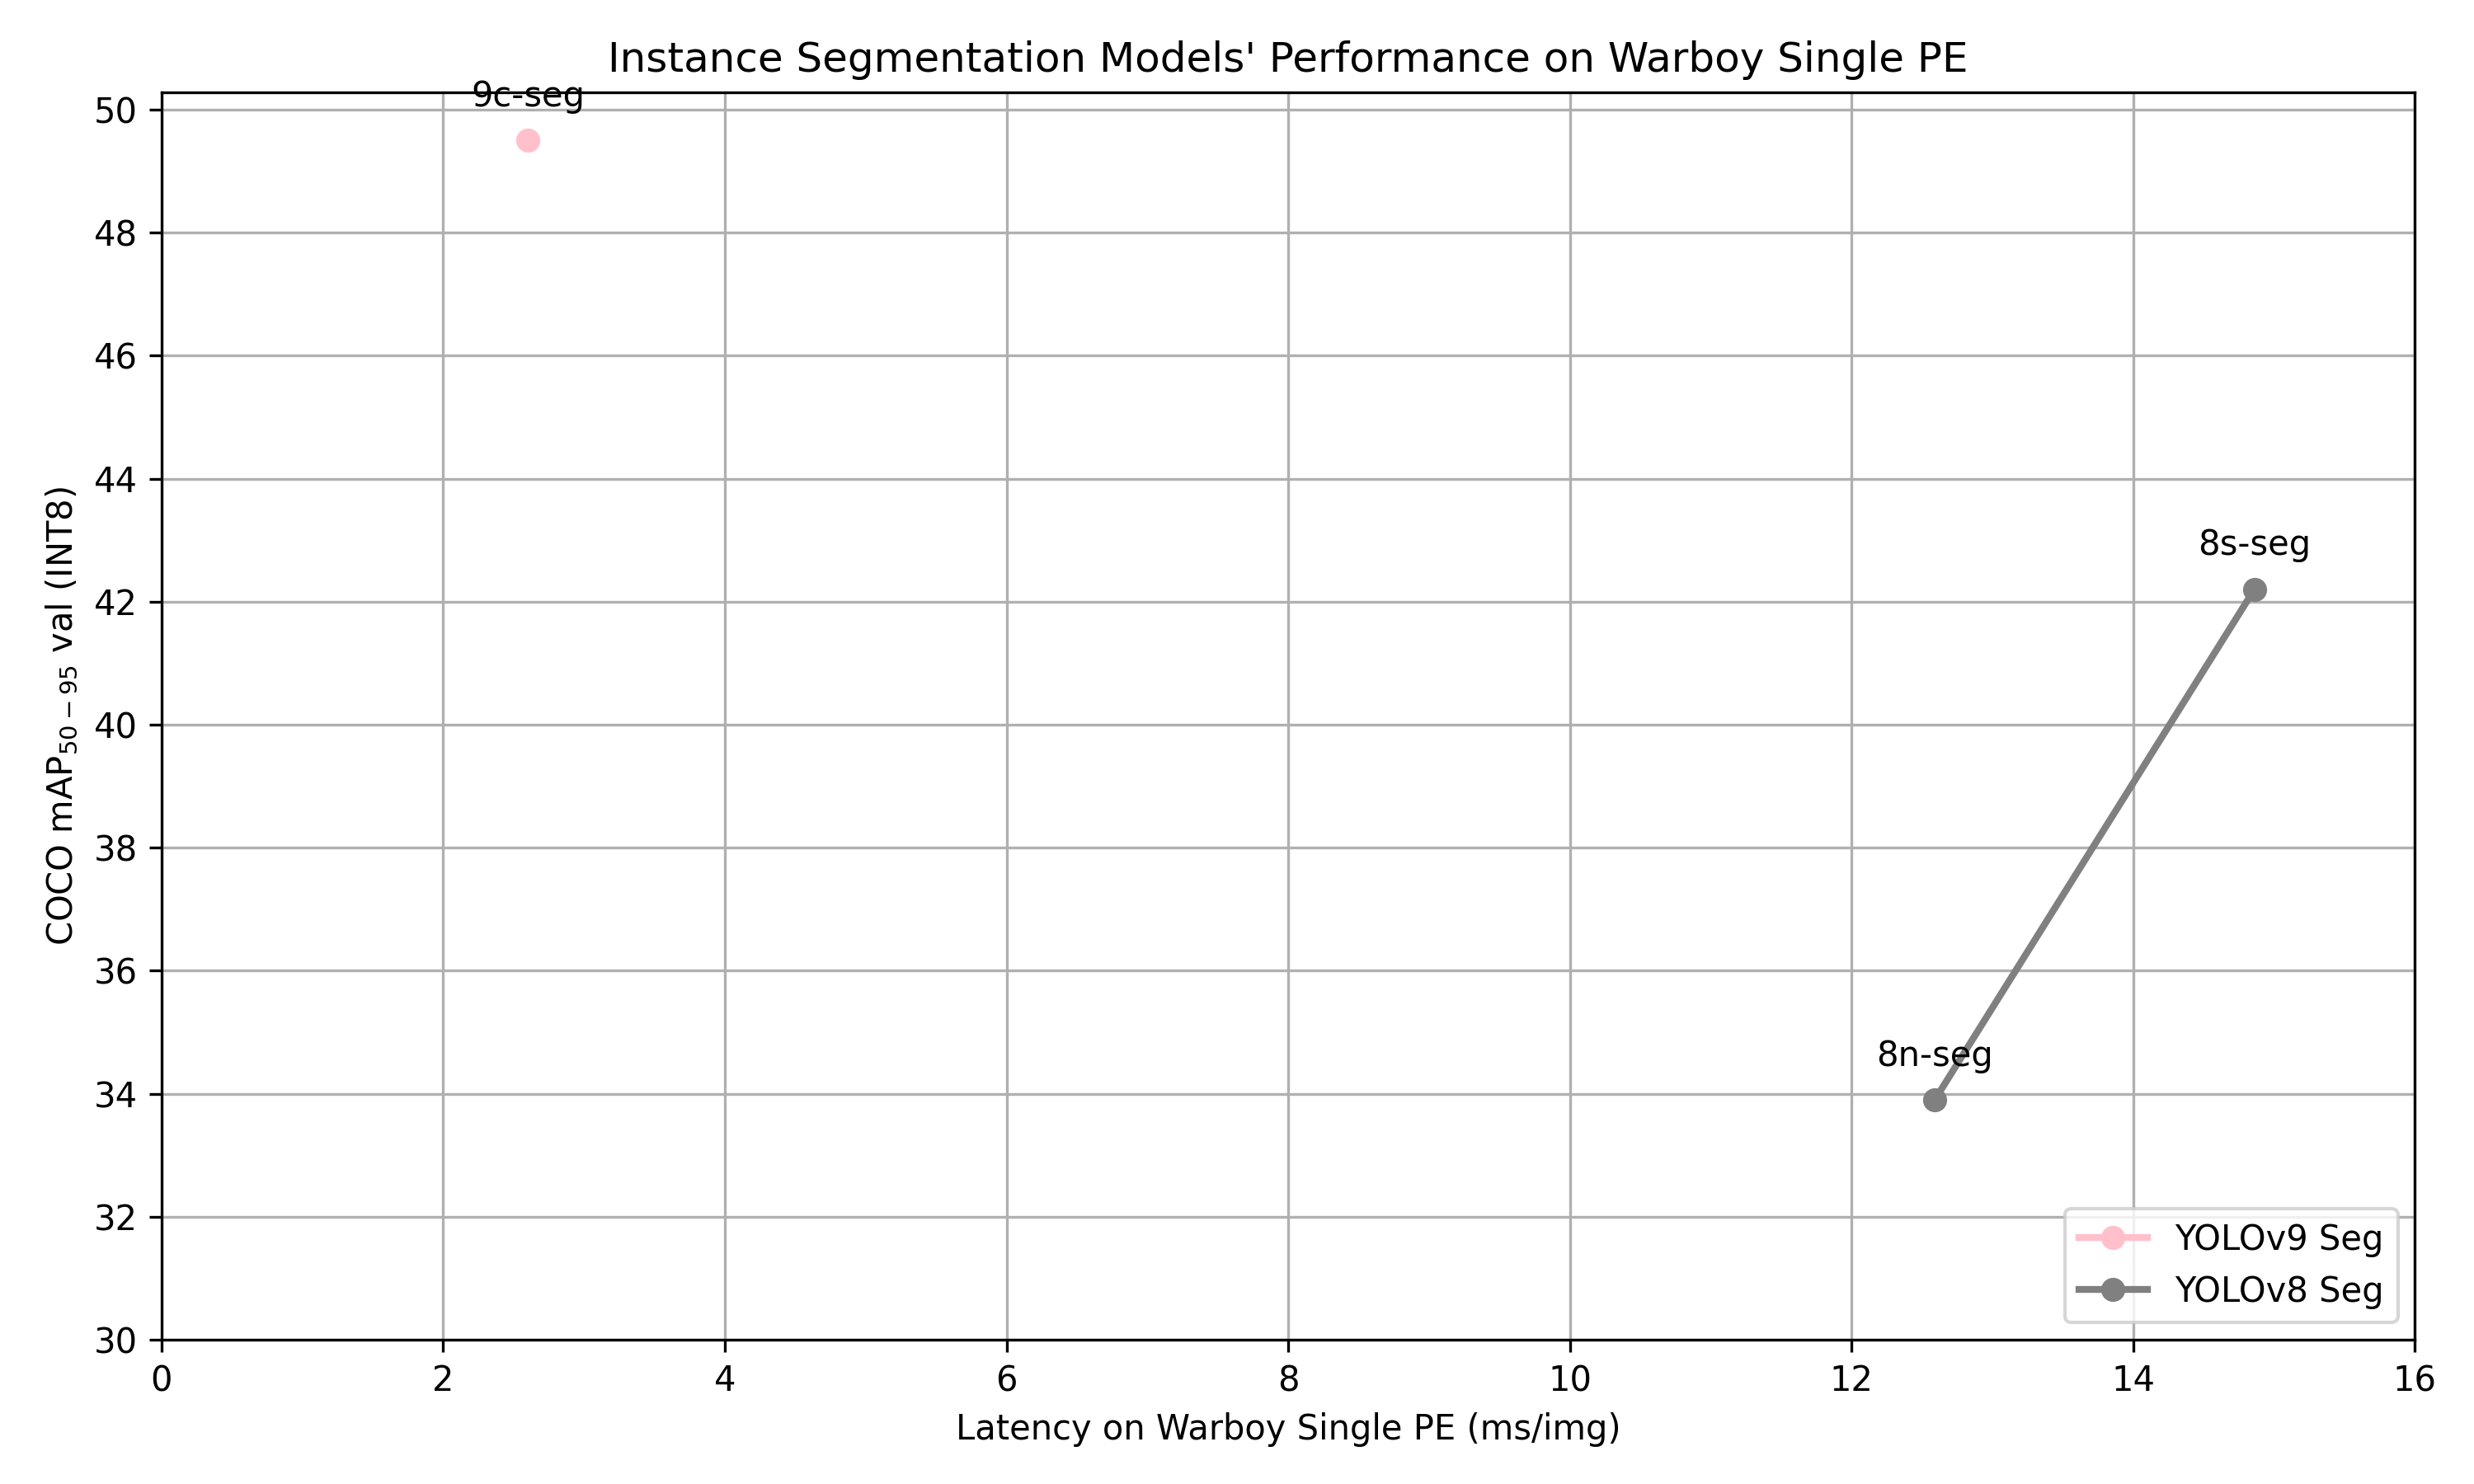 Instance Segmentation Models' Performance on Warboy Single PE
9c-seg
50
48
46
44
8s-seg
42
40
38
36
8n-seg
34
32
30
COCO mAP50 − 95 val (INT8)
YOLOv9 Seg
YOLOv8 Seg
0 2 4 6 8 10 12 14 16
Latency on Warboy Single PE (ms/img)